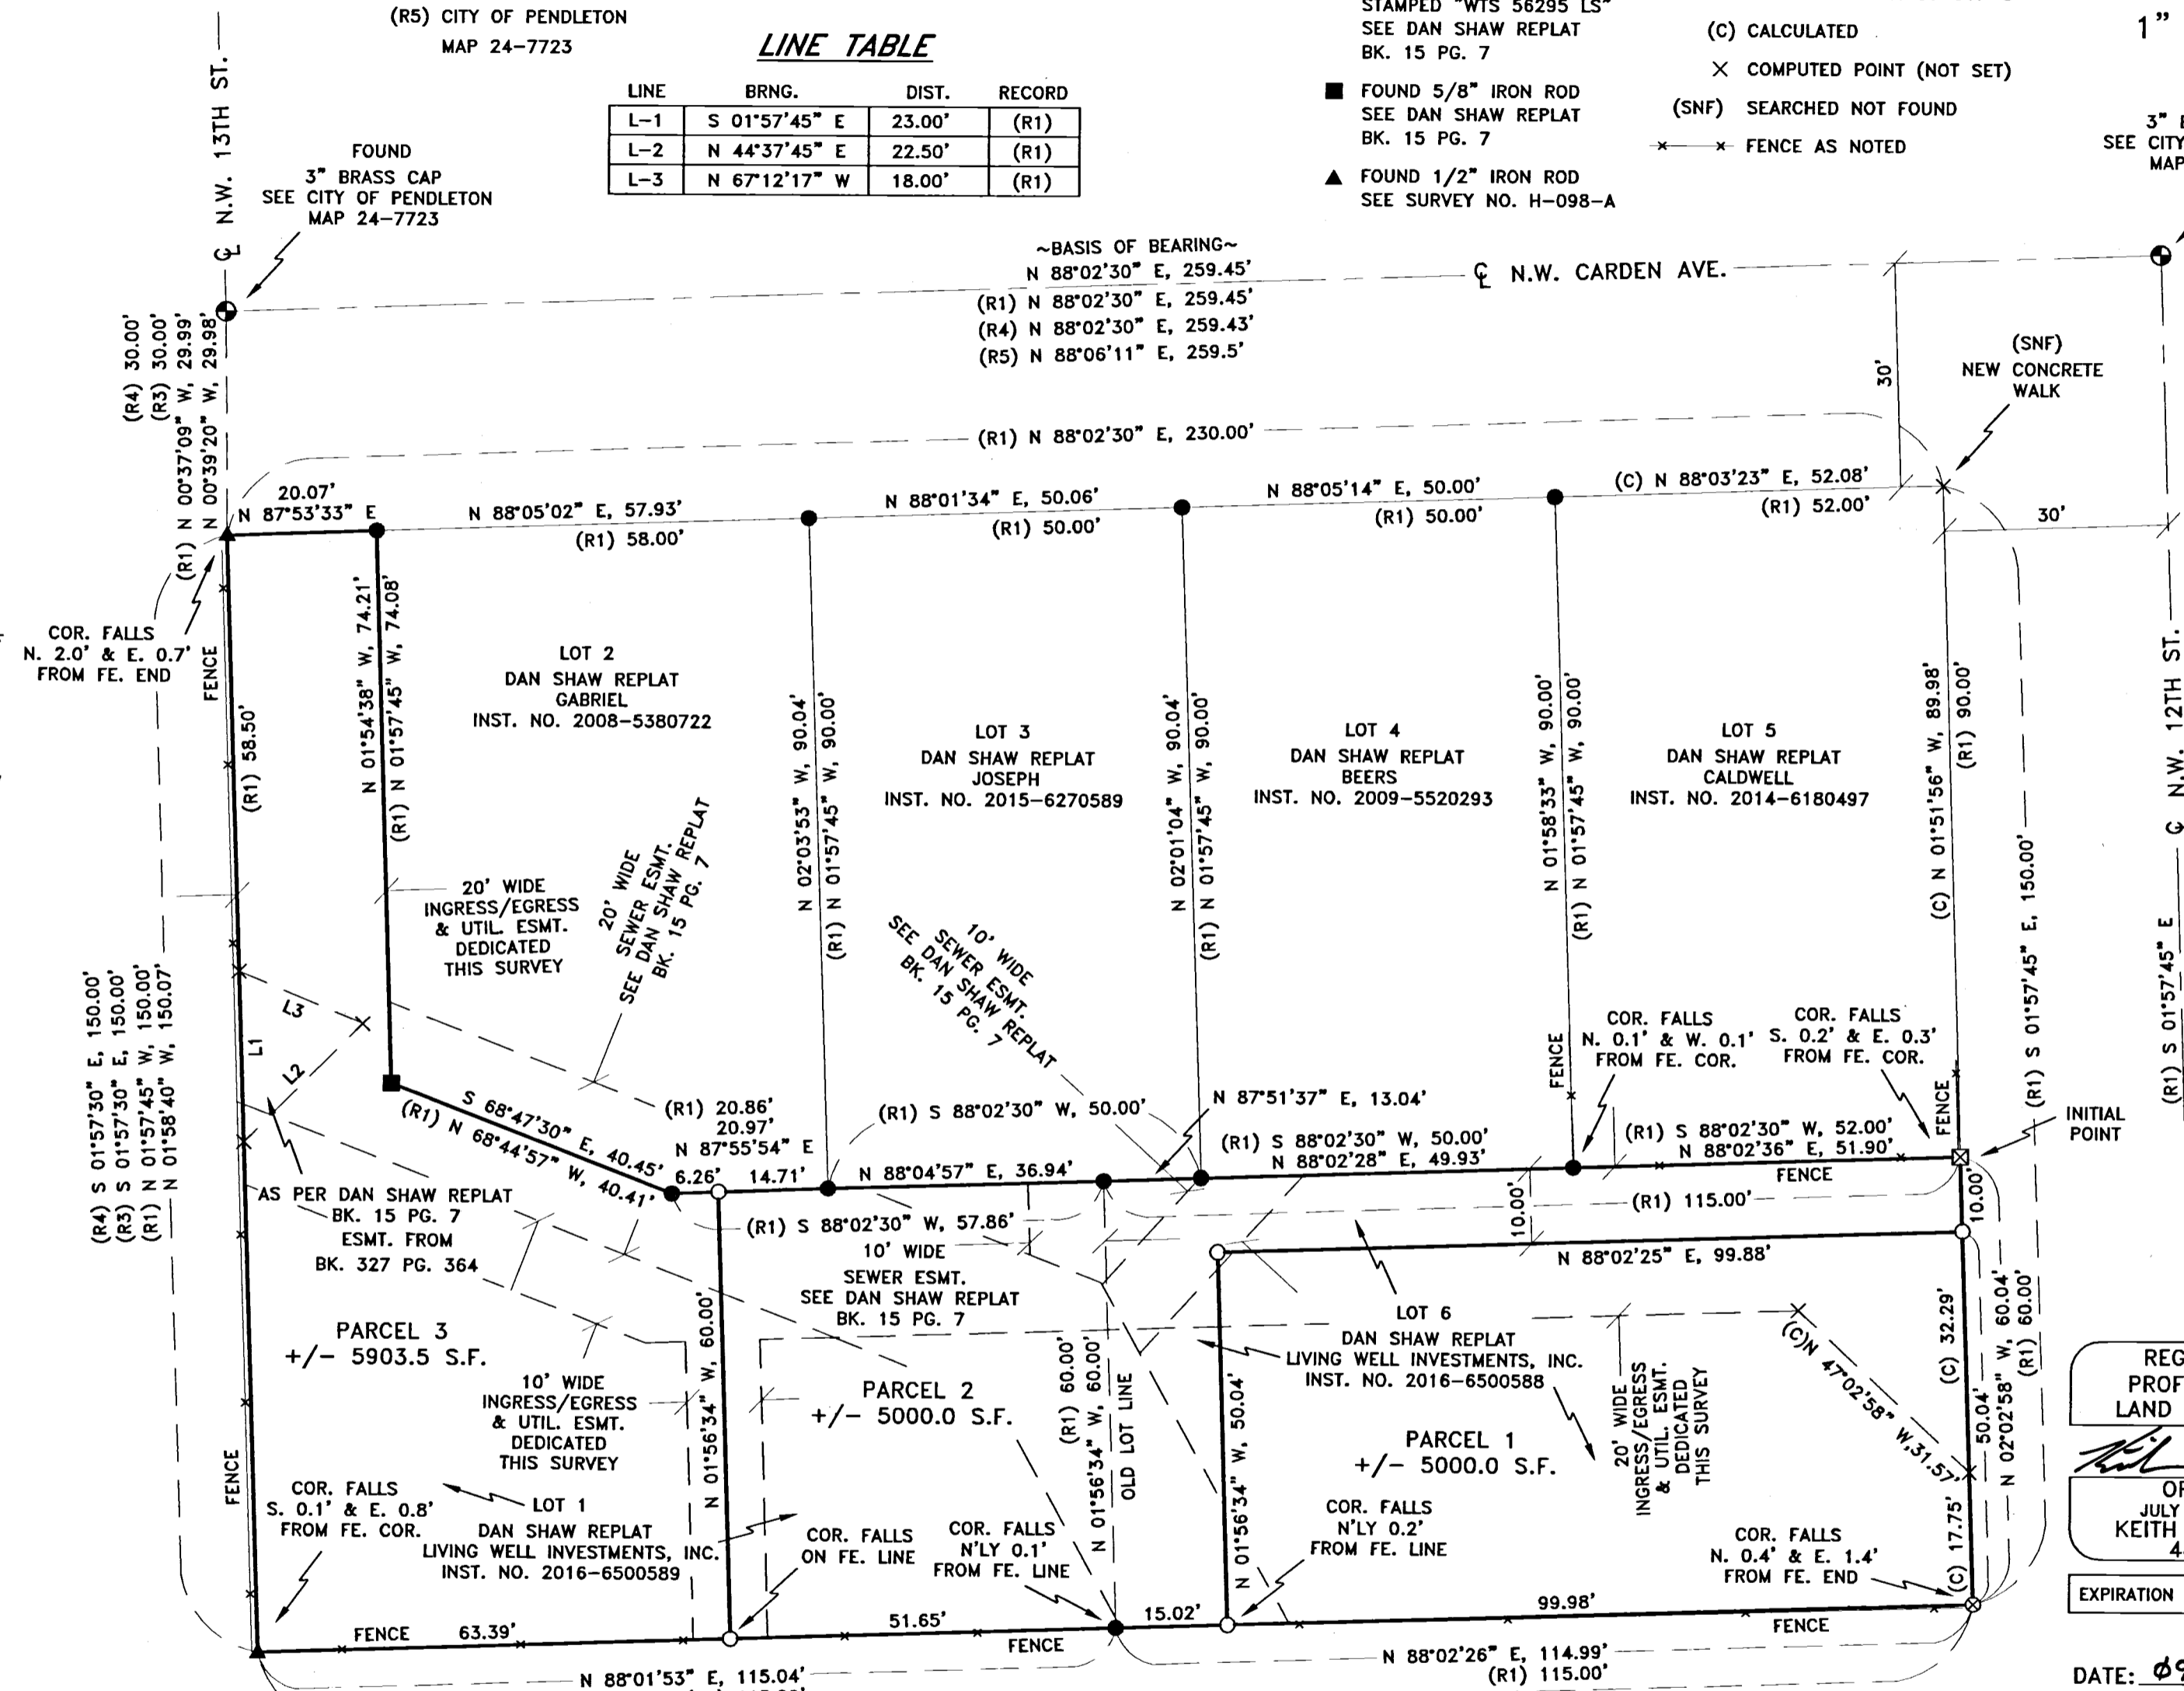 (R5) CITY OF PENDLETON
MAP 24-7723
LINE TABLE
LINE BRNG. DIST. RECORD
L-1 S 01°57'45" E 23.00' (R1)
L-2 N 44°37'45" E 22.50' (R1)
L-3 N 67°12'17" W 18.00' (R1)
STAMPED "WTS 56295 LS"
SEE DAN SHAW REPLAT
BK. 15 PG. 7
FOUND 5/8" IRON ROD
SEE DAN SHAW REPLAT
BK. 15 PG. 7
FOUND 1/2" IRON ROD
SEE SURVEY NO. H-098-A
(C) CALCULATED
COMPUTED POINT (NOT SET)
(SNF) SEARCHED NOT FOUND
FENCE AS NOTED
1"
3"
SEE CITY
MAP
N.W. 13TH ST.
FOUND
3" BRASS CAP
SEE CITY OF PENDLETON
MAP 24-7723
~BASIS OF BEARING~
N 88°02'30" E, 259.45'
(R1) N 88°02'30" E, 259.45'
(R4) N 88°02'30" E, 259.43'
(R5) N 88°06'11" E, 259.5'
N.W. CARDEN AVE.
(R4) 30.00'
(R3) 30.00'
(R1) N 00°37'09" W, 29.99'
N 00°39'20" W, 29.98'
30'
(SNF)
NEW CONCRETE
WALK
(R1) N 88°02'30" E, 230.00'
20.07'
N 87°53'33" E
N 88°05'02" E, 57.93'
(R1) 58.00'
N 88°01'34" E, 50.06'
(R1) 50.00'
N 88°05'14" E, 50.00'
(R1) 50.00'
(C) N 88°03'23" E, 52.08'
(R1) 52.00'
30'
COR. FALLS
N. 2.0' & E. 0.7'
FROM FE. END
FENCE
(R1) 58.50'
N 01°54'38" W, 74.21'
(R1) N 01°57'45" W, 74.08'
LOT 2
DAN SHAW REPLAT
GABRIEL
INST. NO. 2008-5380722
N 02°03'53" W, 90.04'
(R1) N 01°57'45" W, 90.00'
LOT 3
DAN SHAW REPLAT
JOSEPH
INST. NO. 2015-6270589
N 02°01'04" W, 90.04'
(R1) N 01°57'45" W, 90.00'
LOT 4
DAN SHAW REPLAT
BEERS
INST. NO. 2009-5520293
N 01°58'33" W, 90.00'
(R1) N 01°57'45" W, 90.00'
LOT 5
DAN SHAW REPLAT
CALDWELL
INST. NO. 2014-6180497
(C) N 01°51'56" W, 89.98'
(R1) 90.00'
(R1) S 01°57'45" E, 150.00'
N.W. 12TH ST.
(R1) S 01°57'45" E
20' WIDE
INGRESS/EGRESS
& UTIL. ESMT.
DEDICATED
THIS SURVEY
20' WIDE
SEWER ESMT.
SEE DAN SHAW REPLAT
BK. 15 PG. 7
10' WIDE
SEWER ESMT.
SEE DAN SHAW REPLAT
BK. 15 PG. 7
(R4) S 01°57'30" E, 150.00'
(R3) S 01°57'30" E, 150.00'
(R1) N 01°57'45" W, 150.00'
N 01°58'40" W, 150.07'
L3
L1
L2
S 68°47'30" E, 40.45'
(R1) N 68°44'57" W, 40.41'
(R1) 20.86'
20.97'
N 87°55'54" E
6.26'
14.71'
(R1) S 88°02'30" W, 50.00'
N 88°04'57" E, 36.94'
N 87°51'37" E, 13.04'
(R1) S 88°02'30" W, 50.00'
N 88°02'28" E, 49.93'
FENCE
COR. FALLS
N. 0.1' & W. 0.1'
FROM FE. COR.
COR. FALLS
S. 0.2' & E. 0.3'
FROM FE. COR.
FENCE
(R1) S 88°02'30" W, 52.00'
N 88°02'36" E, 51.90'
FENCE
INITIAL
POINT
AS PER DAN SHAW REPLAT
BK. 15 PG. 7
ESMT. FROM
BK. 327 PG. 364
(R1) S 88°02'30" W, 57.86'
10' WIDE
SEWER ESMT.
SEE DAN SHAW REPLAT
BK. 15 PG. 7
10.00'
(R1) 115.00'
10.00'
N 88°02'25" E, 99.88'
PARCEL 3
+/- 5903.5 S.F.
10' WIDE
INGRESS/EGRESS
& UTIL. ESMT.
DEDICATED
THIS SURVEY
N 01°56'34" W, 60.00'
PARCEL 2
+/- 5000.0 S.F.
(R1) 60.00'
N 01°56'34" W, 60.00'
OLD LOT LINE
LOT 6
DAN SHAW REPLAT
LIVING WELL INVESTMENTS, INC.
INST. NO. 2016-6500588
N 01°56'34" W, 50.04'
PARCEL 1
+/- 5000.0 S.F.
20' WIDE
INGRESS/EGRESS
& UTIL. ESMT.
DEDICATED
THIS SURVEY
(C)N 47°02'58" W,31.57'
(C) 32.29'
50.04'
N 02°02'58" W, 60.04'
(R1) 60.00'
(C) 17.75'
FENCE
COR. FALLS
S. 0.1' & E. 0.8'
FROM FE. COR.
LOT 1
DAN SHAW REPLAT
LIVING WELL INVESTMENTS, INC.
INST. NO. 2016-6500589
COR. FALLS
ON FE. LINE
COR. FALLS
N'LY 0.1'
FROM FE. LINE
COR. FALLS
N'LY 0.2'
FROM FE. LINE
COR. FALLS
N. 0.4' & E. 1.4'
FROM FE. END
FENCE
63.39'
51.65'
FENCE
15.02'
99.98'
FENCE
N 88°01'53" E, 115.04'
N 88°02'26" E, 114.99'
(R1) 115.00'
REG
PROF
LAND
JULY
KEITH
4
EXPIRATION
DATE: